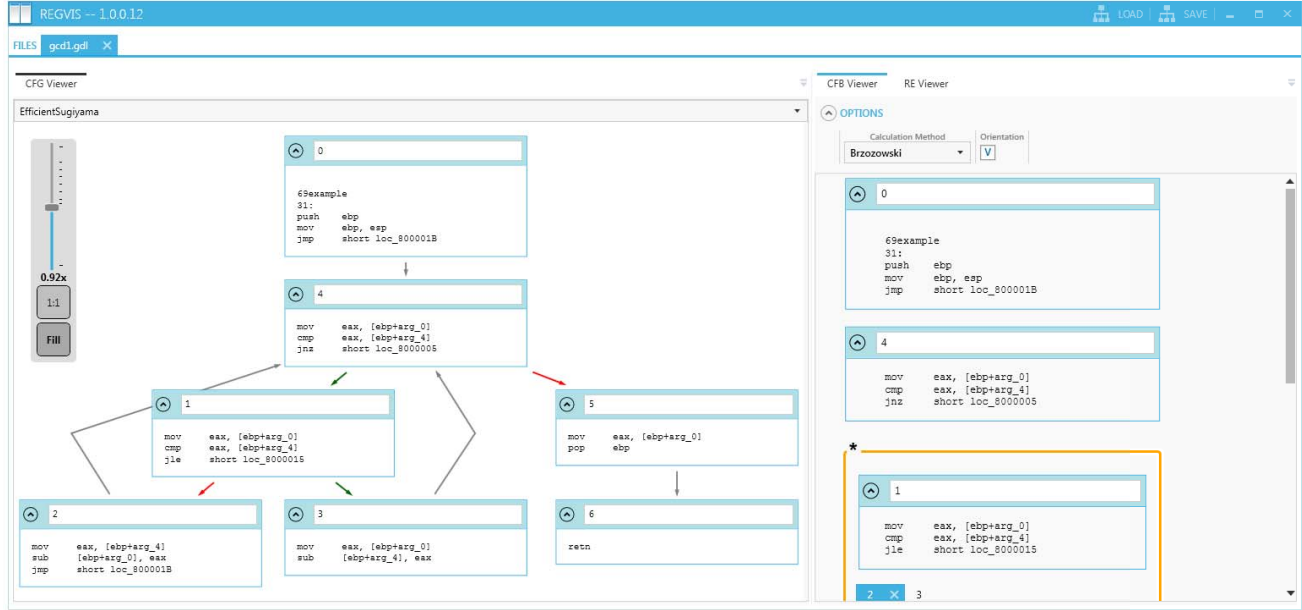 REGVIS -- 1.0.0.12
LOAD
SAVE
FILES
gcd1.gdl
CFG Viewer
EfficientSugiyama
0.92x
1:1
Fill
0
69example
31:
push ebp
mov ebp, esp
jmp short loc_800001B
4
mov eax, [ebp+arg_0]
cmp eax, [ebp+arg_4]
jnz short loc_8000005
1
mov eax, [ebp+arg_0]
cmp eax, [ebp+arg_4]
jle short loc_8000015
5
mov eax, [ebp+arg_0]
pop ebp
2
mov eax, [ebp+arg_4]
sub [ebp+arg_0], eax
jmp short loc_800001B
3
mov eax, [ebp+arg_0]
sub [ebp+arg_4], eax
6
retn
CFB Viewer
RE Viewer
OPTIONS
Calculation Method
Brzozowski
Orientation
V
0
69example
31:
push ebp
mov ebp, esp
jmp short loc_800001B
4
mov eax, [ebp+arg_0]
cmp eax, [ebp+arg_4]
jnz short loc_8000005
*
1
mov eax, [ebp+arg_0]
cmp eax, [ebp+arg_4]
jle short loc_8000015
2
3